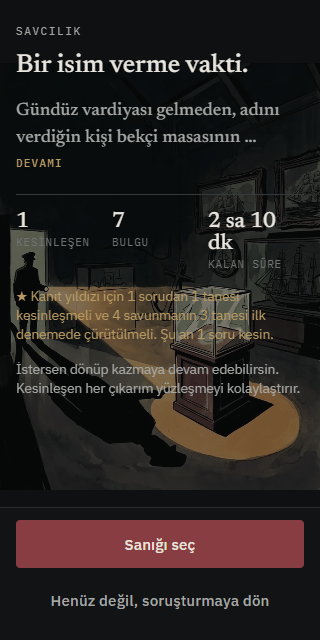 SAVCILIK
Bir isim verme vakti.
Gündüz vardiyası gelmeden, adını
verdiğin kişi bekçi masasının ...
DEVAMI
1
KESİNLEŞEN
7
BULGU
2 sa 10
dk
KALAN SÜRE
★ Kanıt yıldızı için 1 sorudan 1 tanesi
kesinleşmeli ve 4 savunmanın 3 tanesi ilk
denemede çürütülmeli. Şu an 1 soru kesin.
İstersen dönüp kazmaya devam edebilirsin.
Kesinleşen her çıkarım yüzleşmeyi kolaylaştırır.
Sanığı seç
Henüz değil, soruşturmaya dön